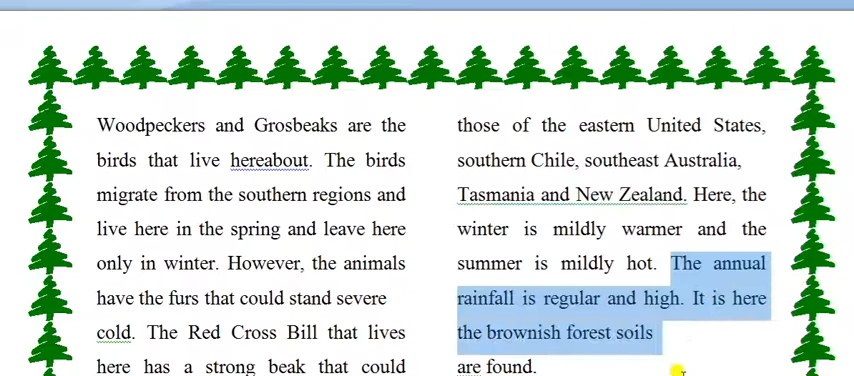 Woodpeckers and Grosbeaks are the
birds that live hereabout. The birds
migrate from the southern regions and
live here in the spring and leave here
only in winter. However, the animals
have the furs that could stand severe
cold. The Red Cross Bill that lives
here has a strong beak that could
those of the eastern United States,
southern Chile, southeast Australia,
Tasmania and New Zealand. Here, the
winter is mildly warmer and the
summer is mildly hot. The annual
rainfall is regular and high. It is here
the brownish forest soils
are found.